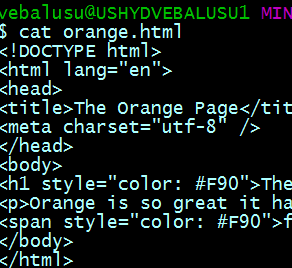 vebalusu@USHYDVEBALUSU1 MIN
$ cat orange.html
<!DOCTYPE html>
<html lang="en">
<head>
<title>The Orange Page</tit
<meta charset="utf-8" />
</head>
<body>
<h1 style="color: #F90">The
<p>Orange is so great it ha
<span style="color: #F90">f
</body>
</html>